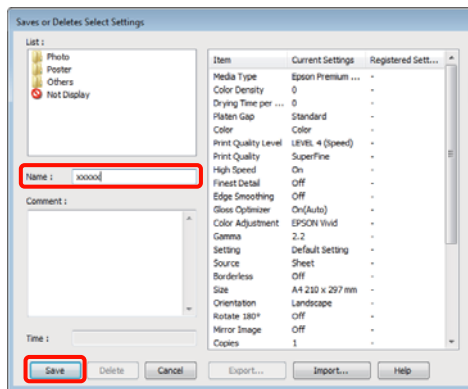 Saves or Deletes Select Settings
List :
Photo
Poster
Others
Not Display
Name : xxxxx
Comment :
Time :
Item Current Settings Registered Sett...
Media Type Epson Premium ... -
Color Density 0 -
Drying Time per ... 0 -
Platen Gap Standard -
Color Color -
Print Quality Level LEVEL 4 (Speed) -
Print Quality SuperFine -
High Speed On -
Finest Detail Off -
Edge Smoothing Off -
Gloss Optimizer On(Auto) -
Color Adjustment EPSON Vivid -
Gamma 2.2 -
Setting Default Setting -
Source Sheet -
Borderless Off -
Size A4 210 x 297 mm -
Orientation Landscape -
Rotate 180° Off -
Mirror Image Off -
Copies 1 -
Save Delete Cancel Export... Import... Help